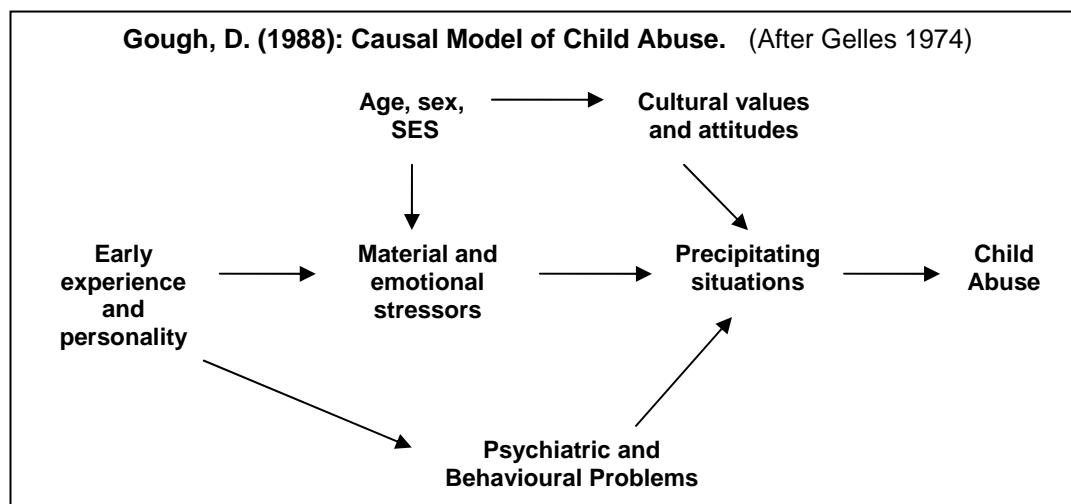 Gough, D. (1988): Causal Model of Child Abuse. (After Gelles 1974)
Age, sex,
SES
Cultural values
and attitudes
Early
experience
and
personality
Material and
emotional
stressors
Precipitating
situations
Child
Abuse
Psychiatric and
Behavioural Problems